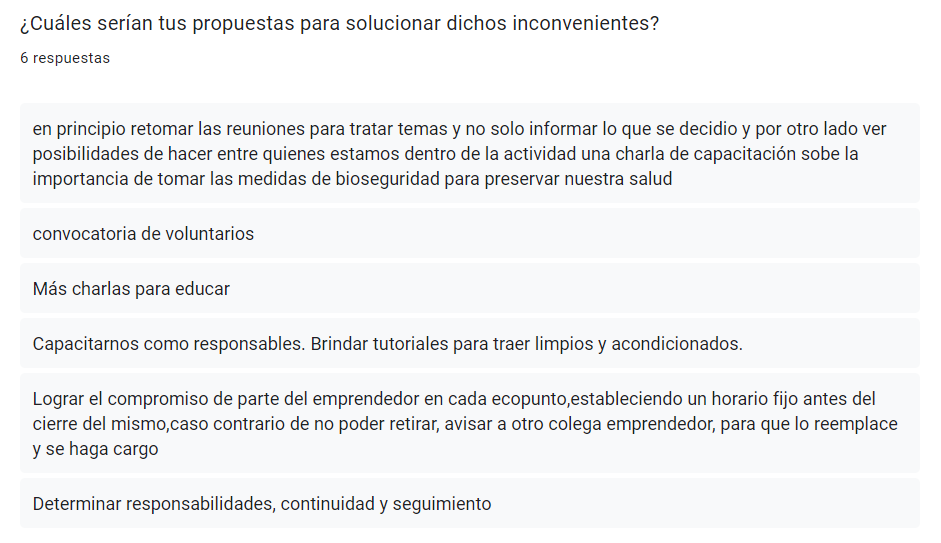 ¿Cuáles serían tus propuestas para solucionar dichos inconvenientes?
6 respuestas
en principio retomar las reuniones para tratar temas y no solo informar lo que se decidio y por otro lado ver
posibilidades de hacer entre quienes estamos dentro de la actividad una charla de capacitación sobe la
importancia de tomar las medidas de bioseguridad para preservar nuestra salud
convocatoria de voluntarios
Más charlas para educar
Capacitarnos como responsables. Brindar tutoriales para traer limpios y acondicionados.
Lograr el compromiso de parte del emprendedor en cada ecopunto,estableciendo un horario fijo antes del
cierre del mismo,caso contrario de no poder retirar, avisar a otro colega emprendedor, para que lo reemplace
y se haga cargo
Determinar responsabilidades, continuidad y seguimiento